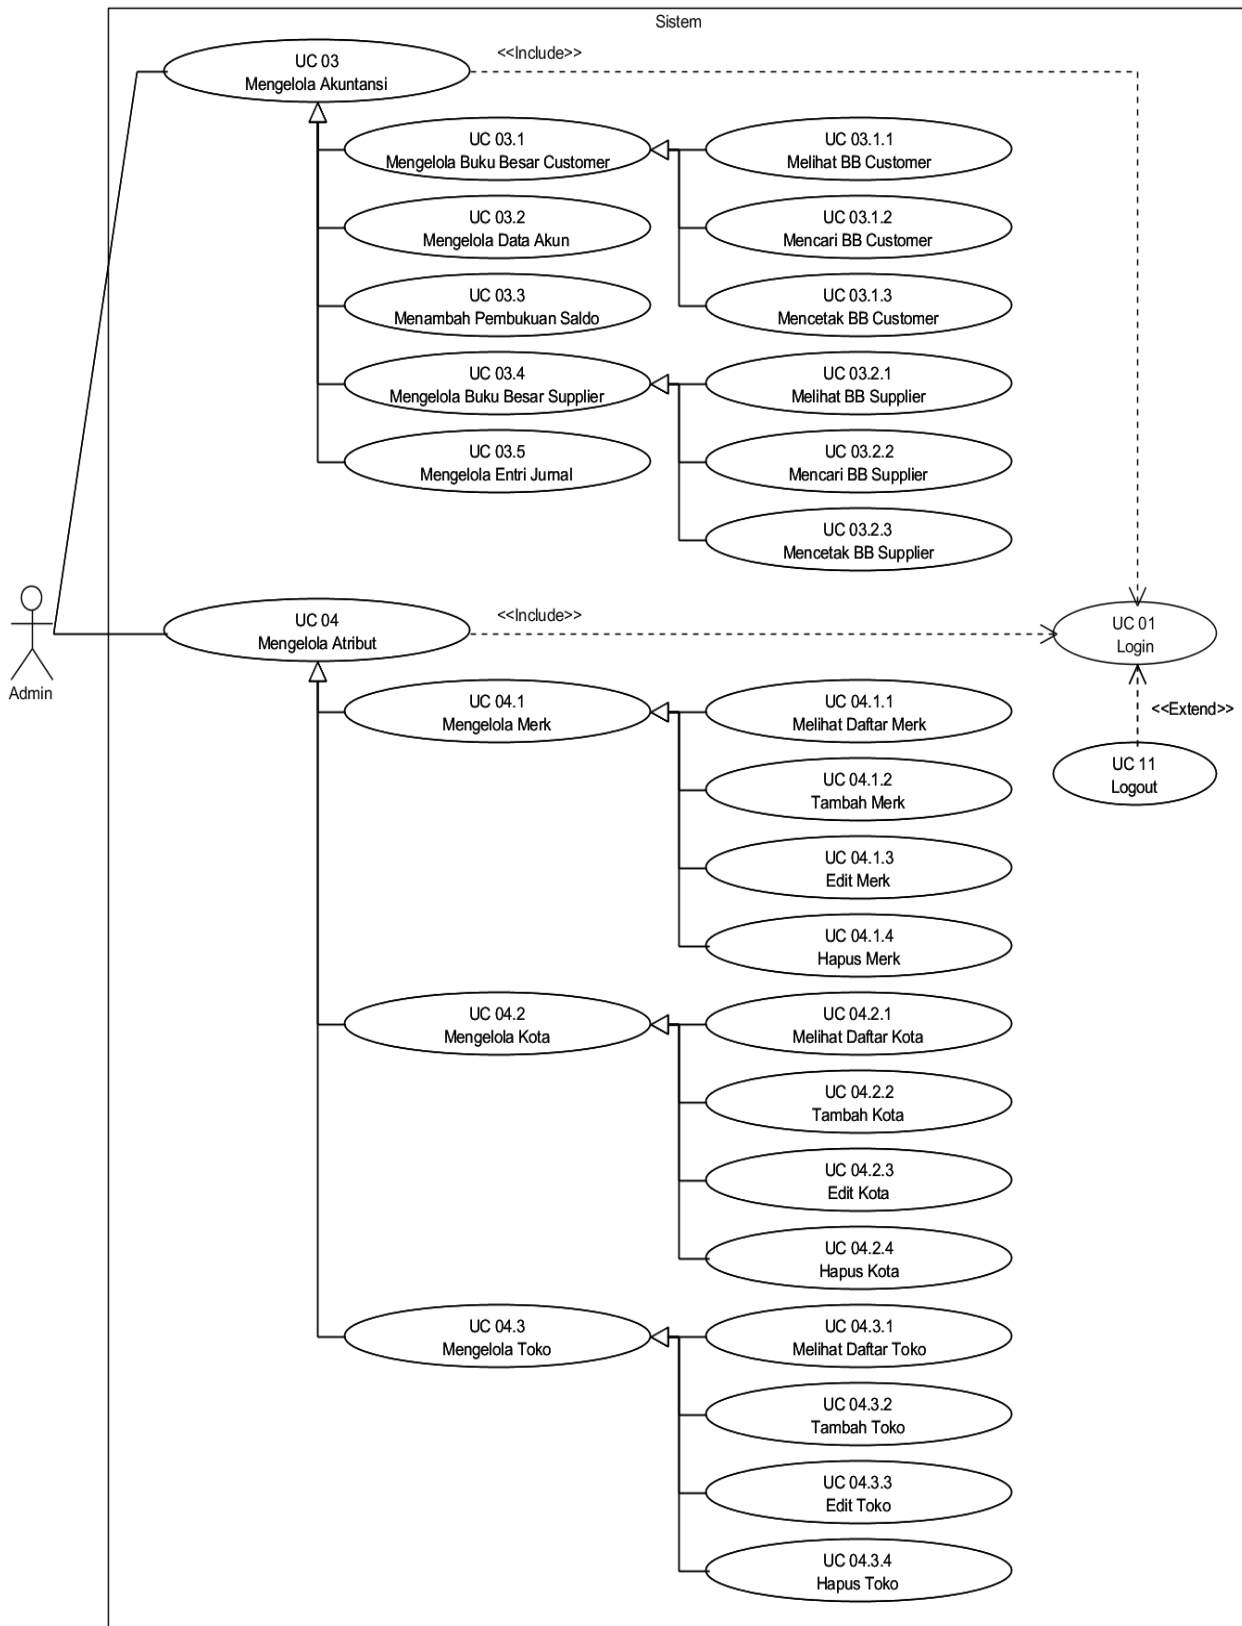 Sistem
<<Include>>
UC 03
Mengelola Akuntansi
UC 03.1
Mengelola Buku Besar Customer
UC 03.1.1
Melihat BB Customer
UC 03.2
Mengelola Data Akun
UC 03.1.2
Mencari BB Customer
UC 03.3
Menambah Pembukuan Saldo
UC 03.1.3
Mencetak BB Customer
UC 03.4
Mengelola Buku Besar Supplier
UC 03.2.1
Melihat BB Supplier
UC 03.5
Mengelola Entri Jurnal
UC 03.2.2
Mencari BB Supplier
UC 03.2.3
Mencetak BB Supplier
Admin
UC 04
Mengelola Atribut
<<Include>>
UC 01
Login
<<Extend>>
UC 11
Logout
UC 04.1
Mengelola Merk
UC 04.1.1
Melihat Daftar Merk
UC 04.1.2
Tambah Merk
UC 04.1.3
Edit Merk
UC 04.1.4
Hapus Merk
UC 04.2
Mengelola Kota
UC 04.2.1
Melihat Daftar Kota
UC 04.2.2
Tambah Kota
UC 04.2.3
Edit Kota
UC 04.2.4
Hapus Kota
UC 04.3
Mengelola Toko
UC 04.3.1
Melihat Daftar Toko
UC 04.3.2
Tambah Toko
UC 04.3.3
Edit Toko
UC 04.3.4
Hapus Toko